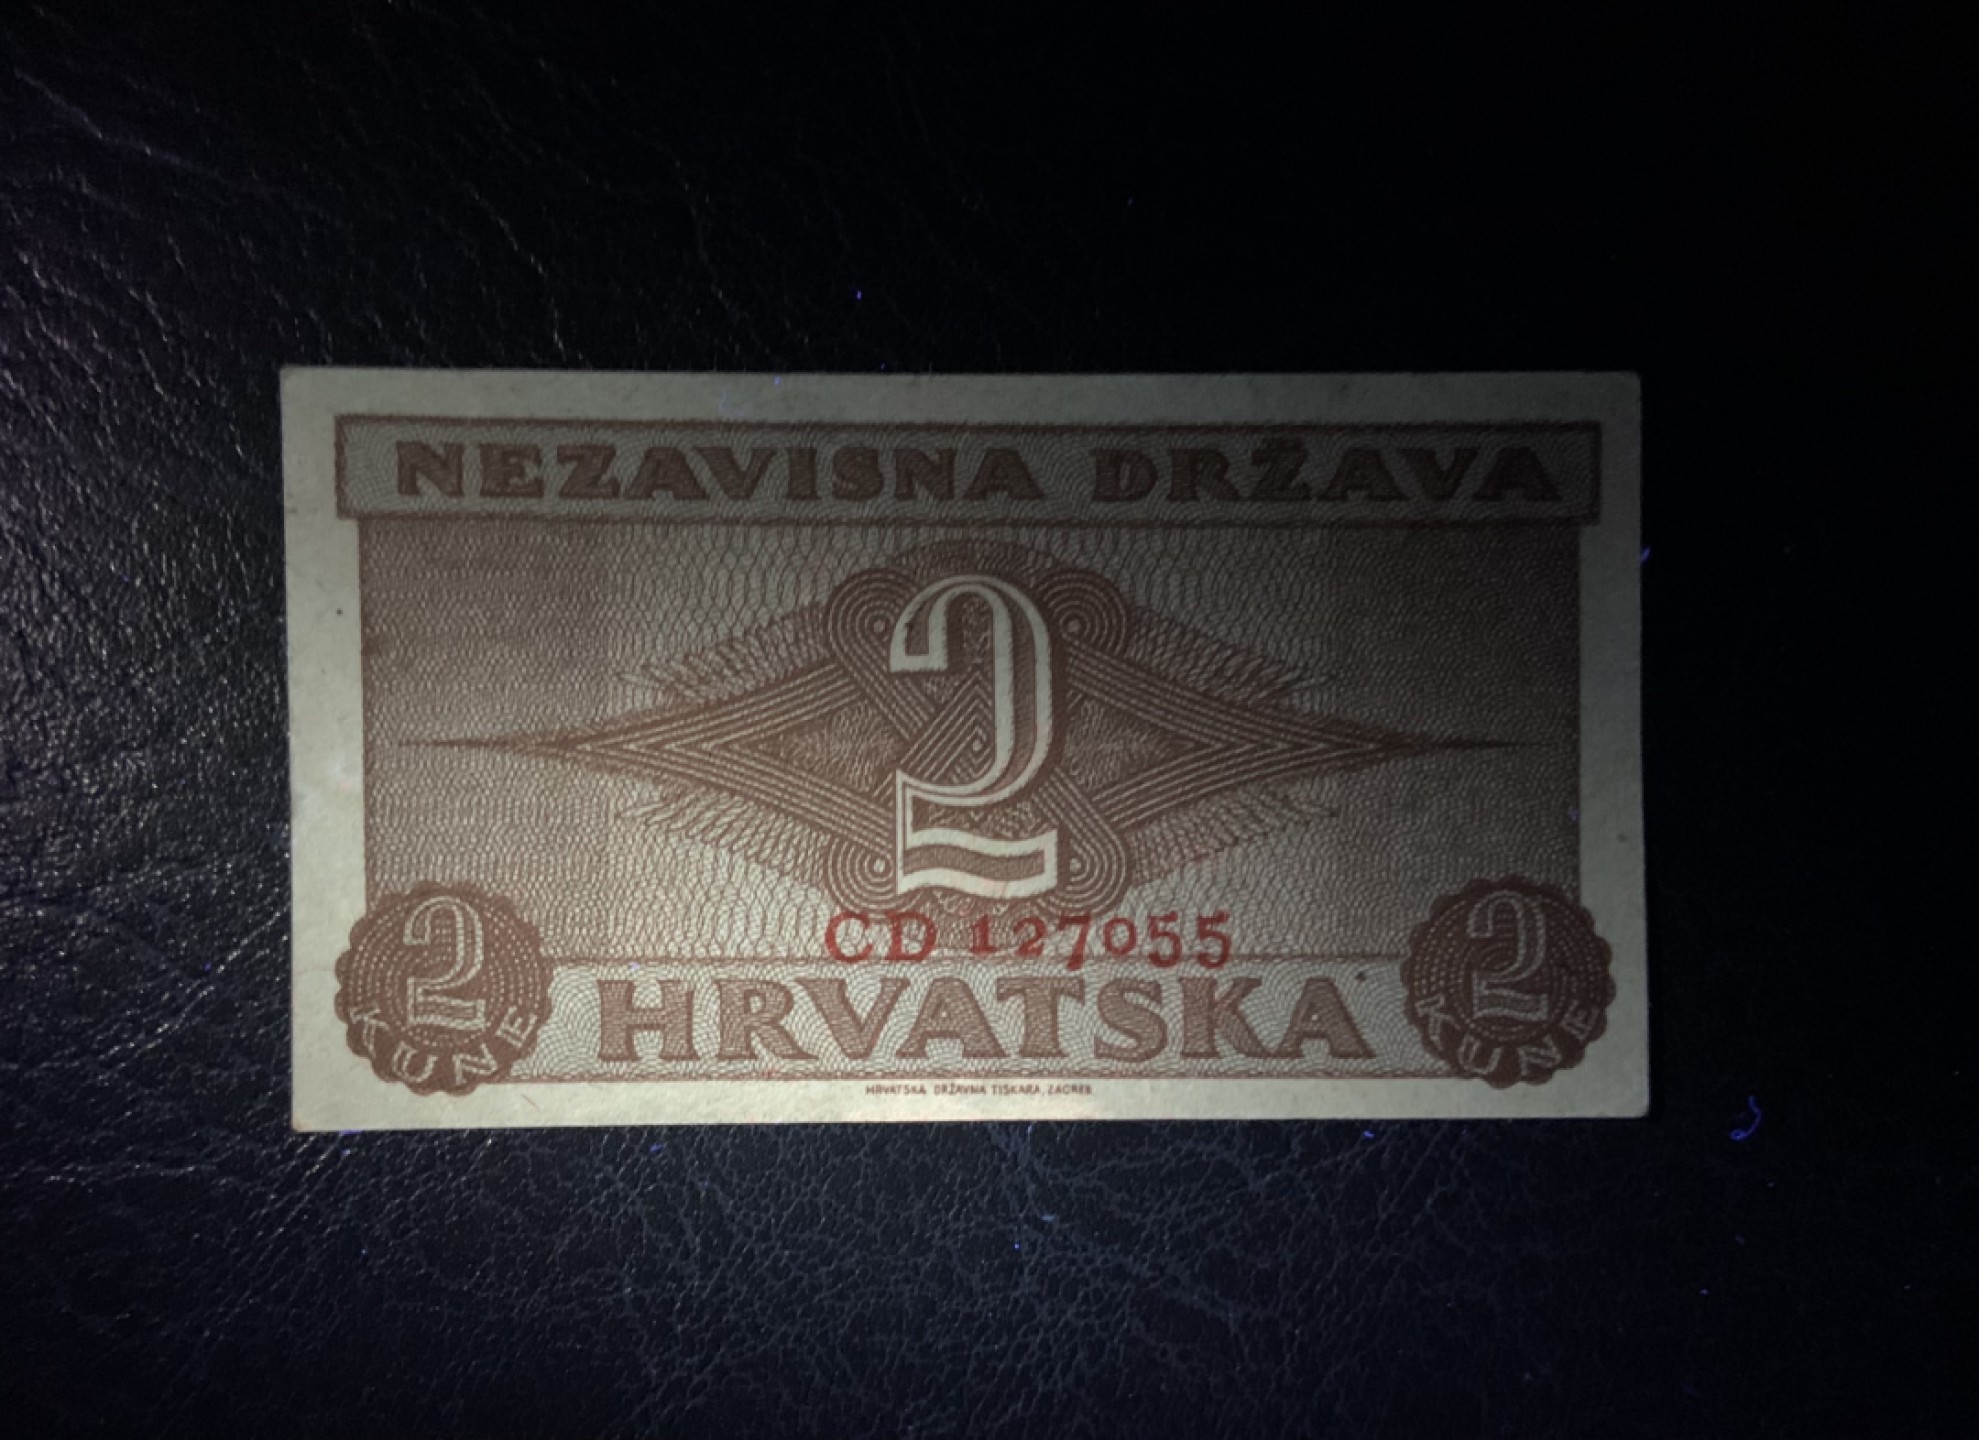 NEZAVISNA DRŽAVA
2
CD 127055
2
KUNE
HRVATSKA
2
KUNE
HRVATSKA DRŽAVNA TISKARA, ZAGREB